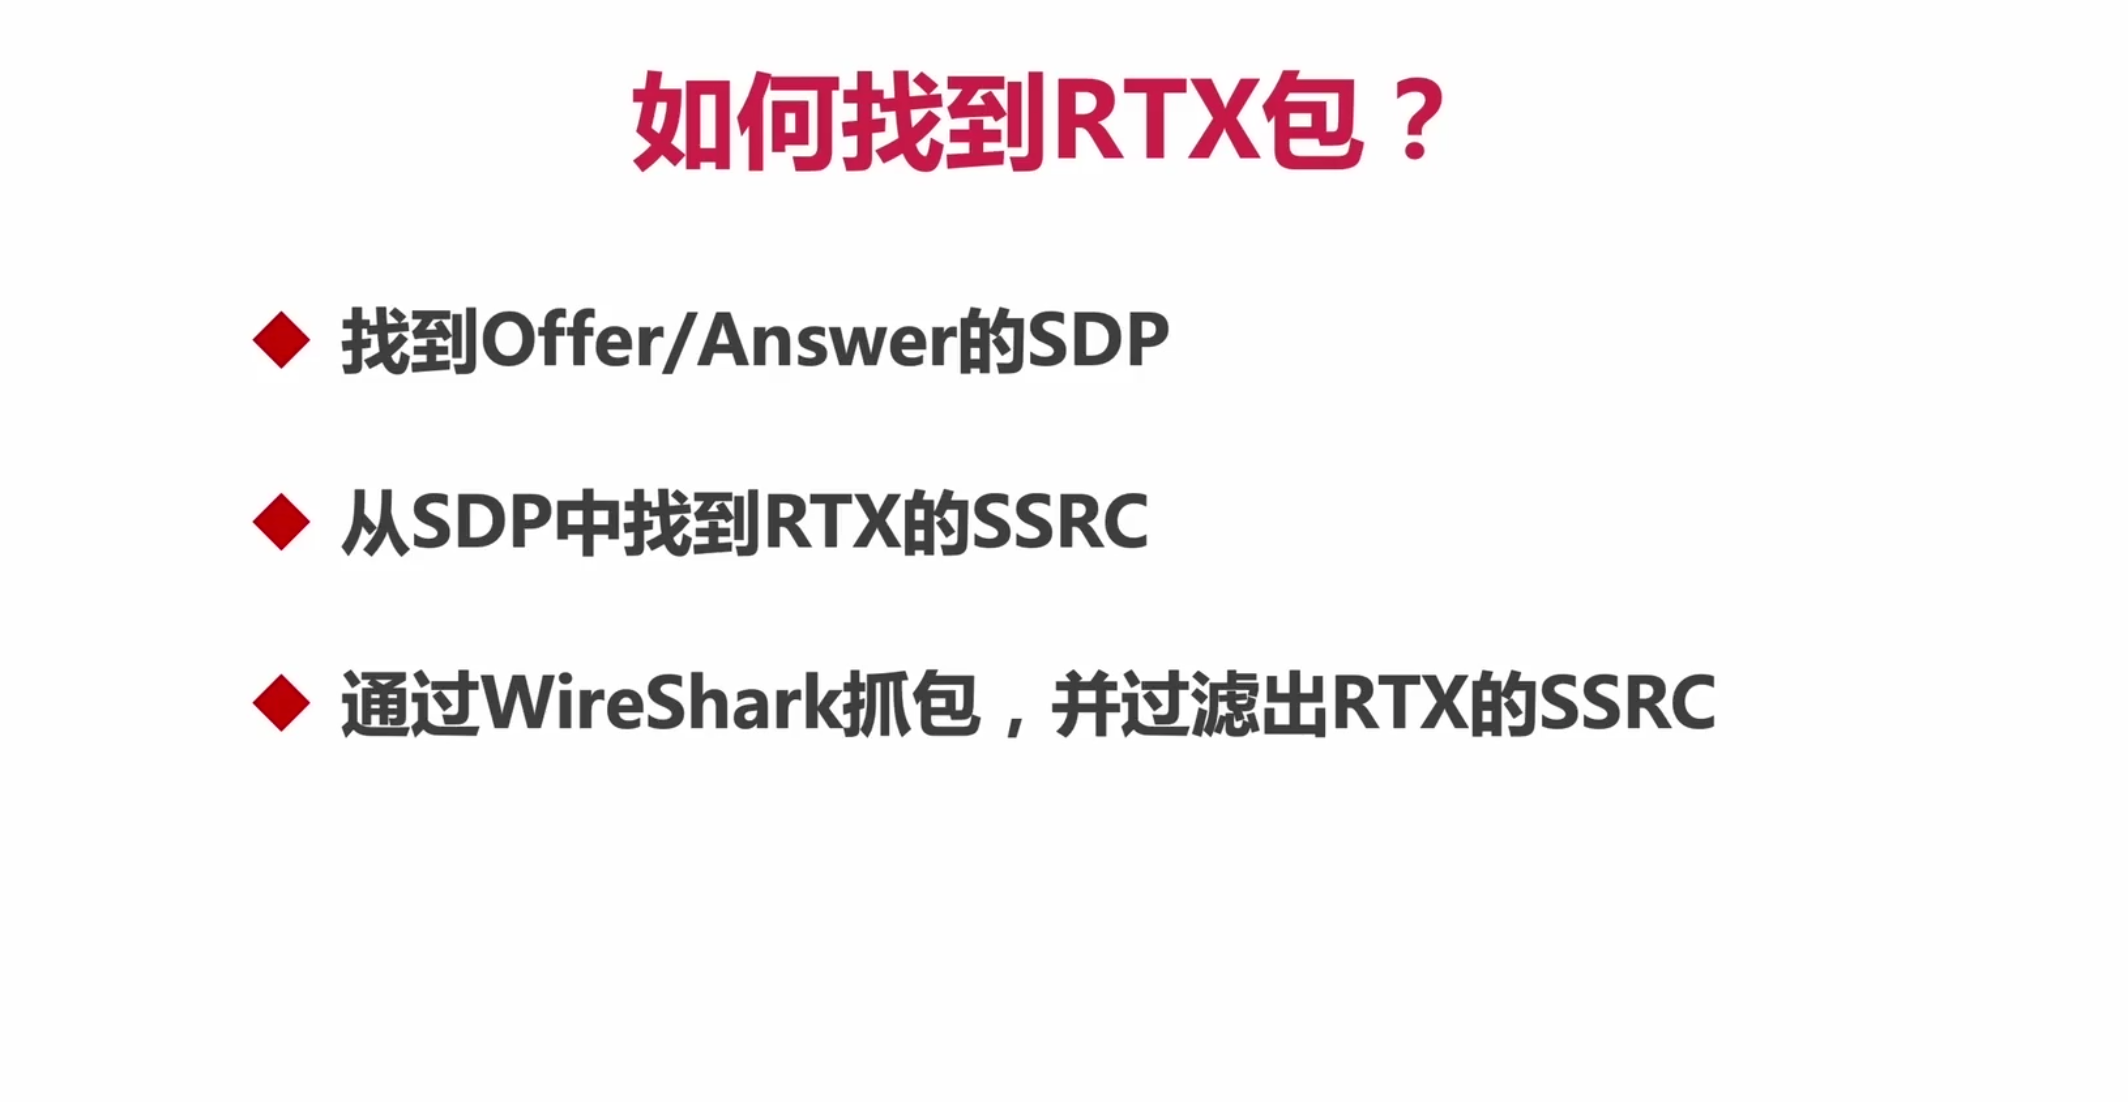 如何找到RTX包？
找到Offer/Answer的SDP
从SDP中找到RTX的SSRC
通过WireShark抓包，并过滤出RTX的SSRC